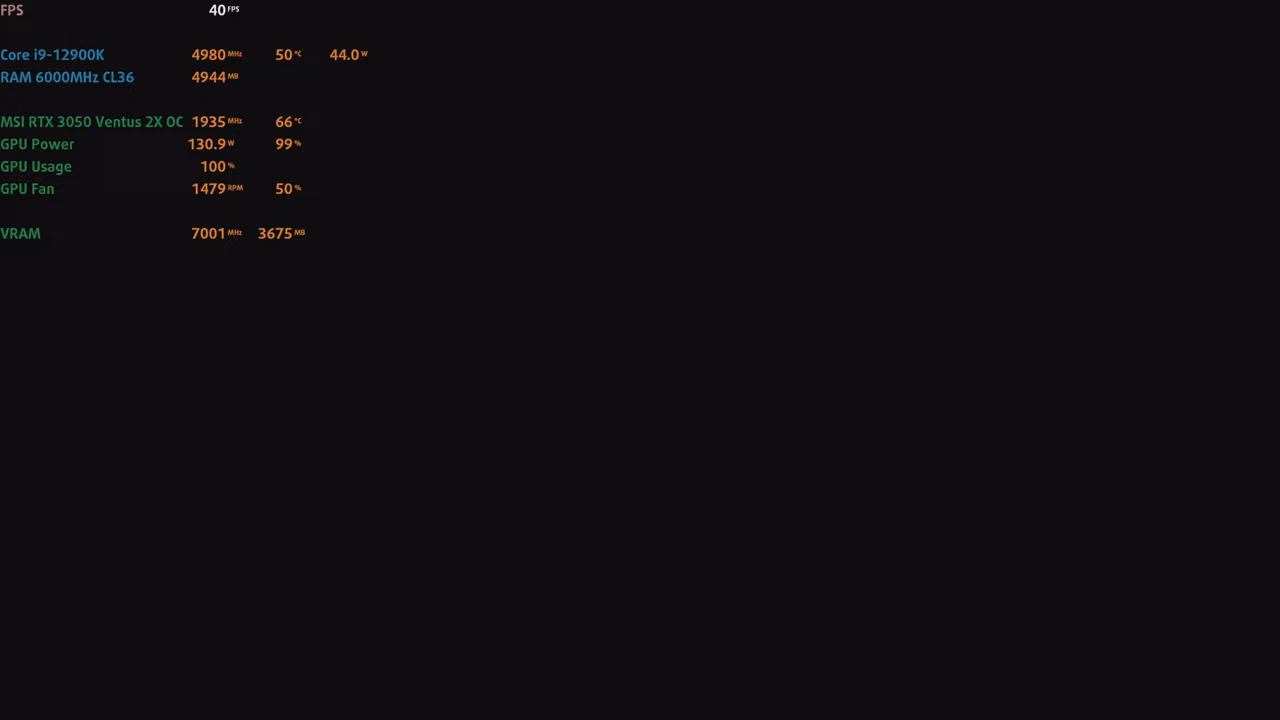 FPS 40 FPS
Core i9-12900K 4980 MHz 50 °C 44.0 W
RAM 6000MHz CL36 4944 MB
MSI RTX 3050 Ventus 2X OC 1935 MHz 66 °C
GPU Power 130.9 W 99 %
GPU Usage 100 %
GPU Fan 1479 RPM 50 %
VRAM 7001 MHz 3675 MB